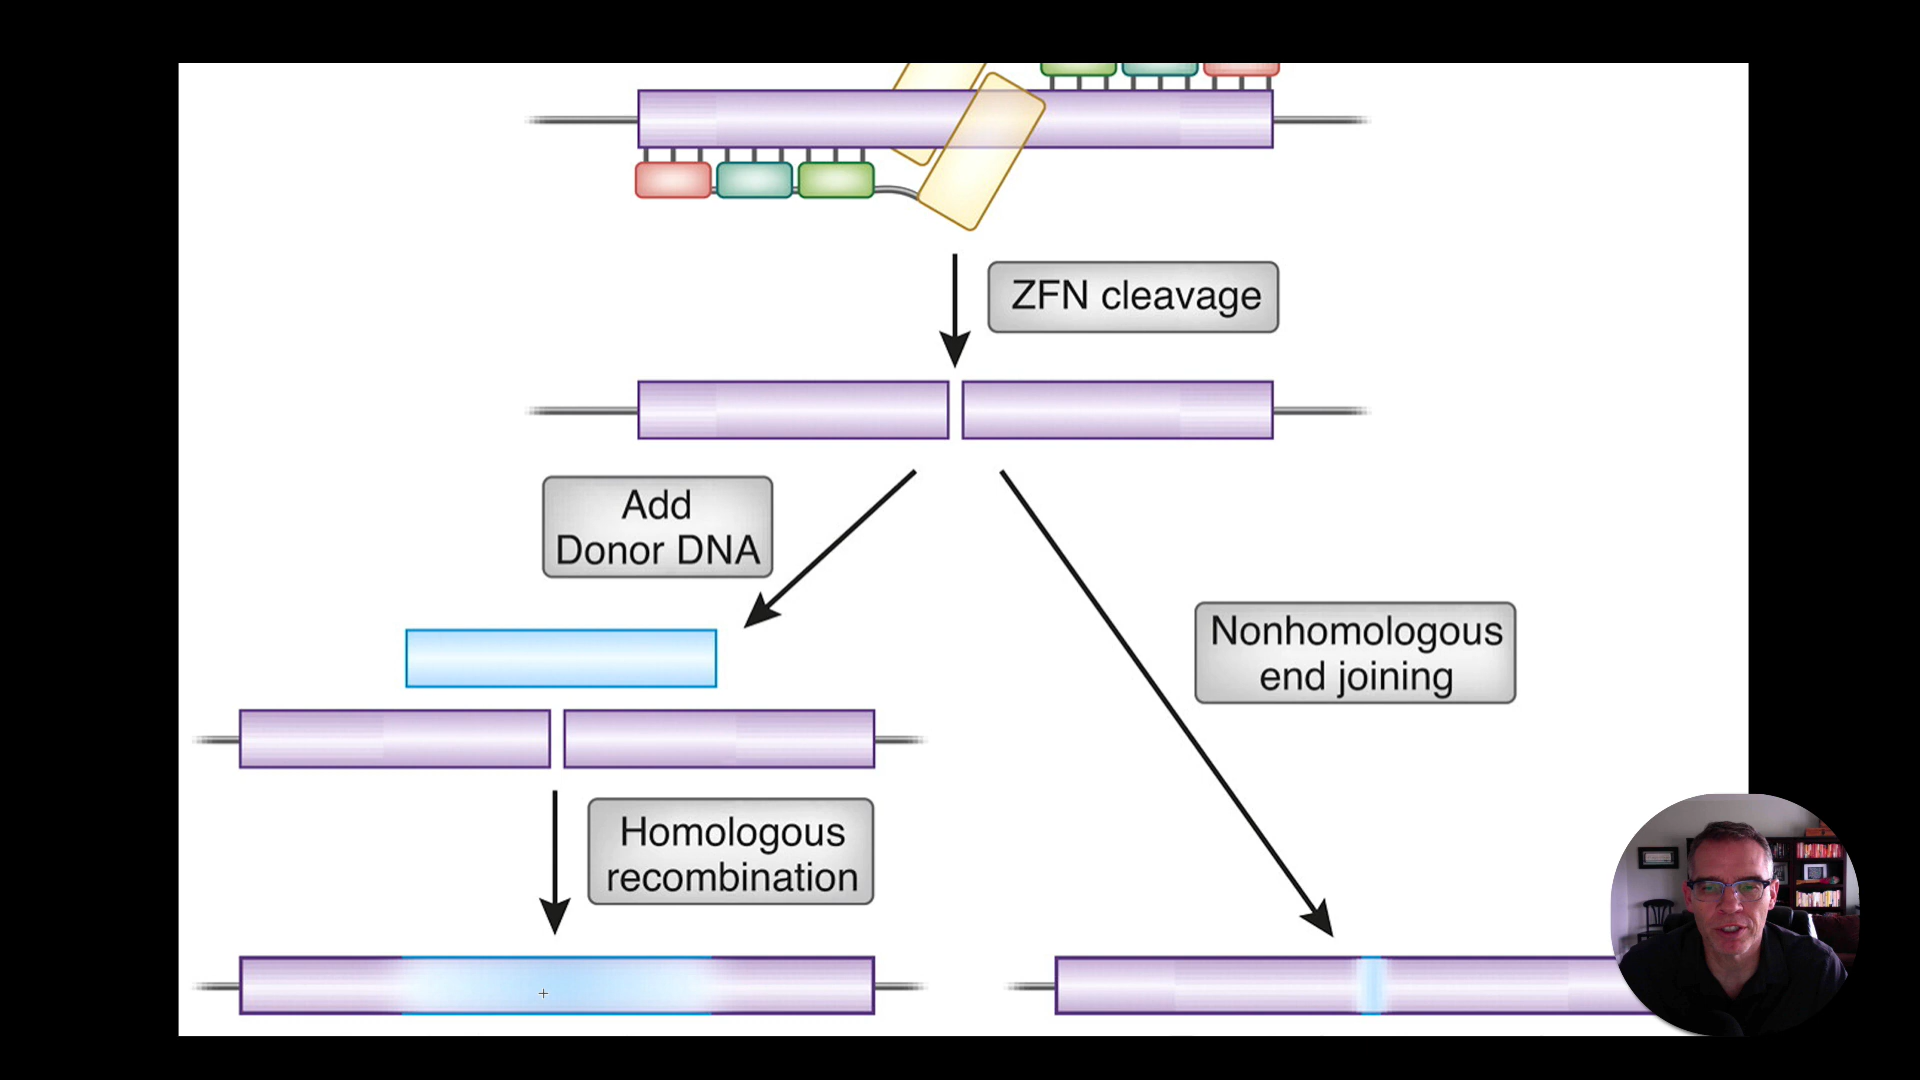 ZFN cleavage
Add
Donor DNA
Nonhomologous
end joining
Homologous
recombination